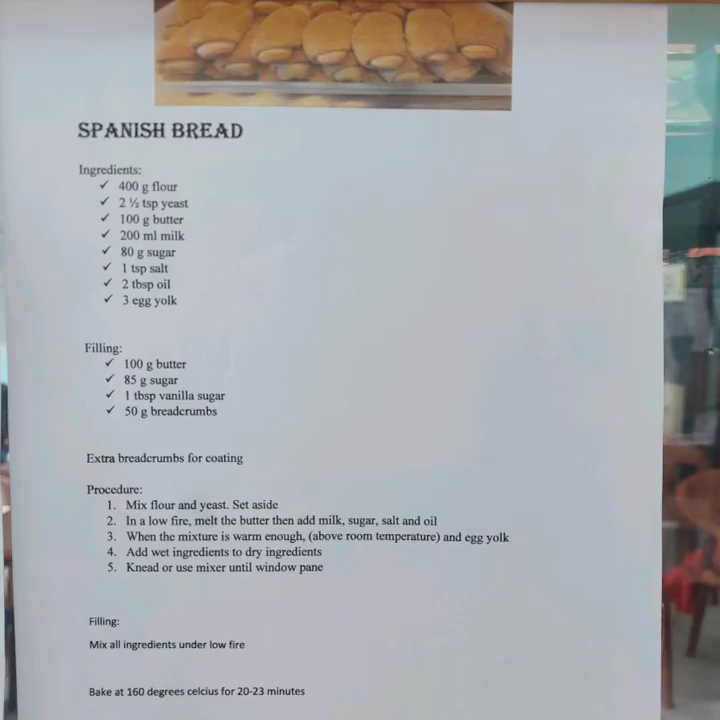 SPANISH BREAD
Ingredients:
✓ 400 g flour
✓ 2 ½ tsp yeast
✓ 100 g butter
✓ 200 ml milk
✓ 80 g sugar
✓ 1 tsp salt
✓ 2 tbsp oil
✓ 3 egg yolk
Filling:
✓ 100 g butter
✓ 85 g sugar
✓ 1 tbsp vanilla sugar
✓ 50 g breadcrumbs
Extra breadcrumbs for coating
Procedure:
1. Mix flour and yeast. Set aside
2. In a low fire, melt the butter then add milk, sugar, salt and oil
3. When the mixture is warm enough, (above room temperature) and egg yolk
4. Add wet ingredients to dry ingredients
5. Knead or use mixer until window pane
Filling:
Mix all ingredients under low fire
Bake at 160 degrees celcius for 20-23 minutes